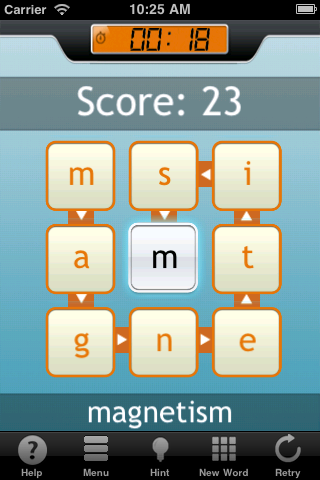 Carrier 10:25 AM
00: 18
Score: 23
m s i
a m t
g n e
magnetism
Help Menu Hint New Word Retry